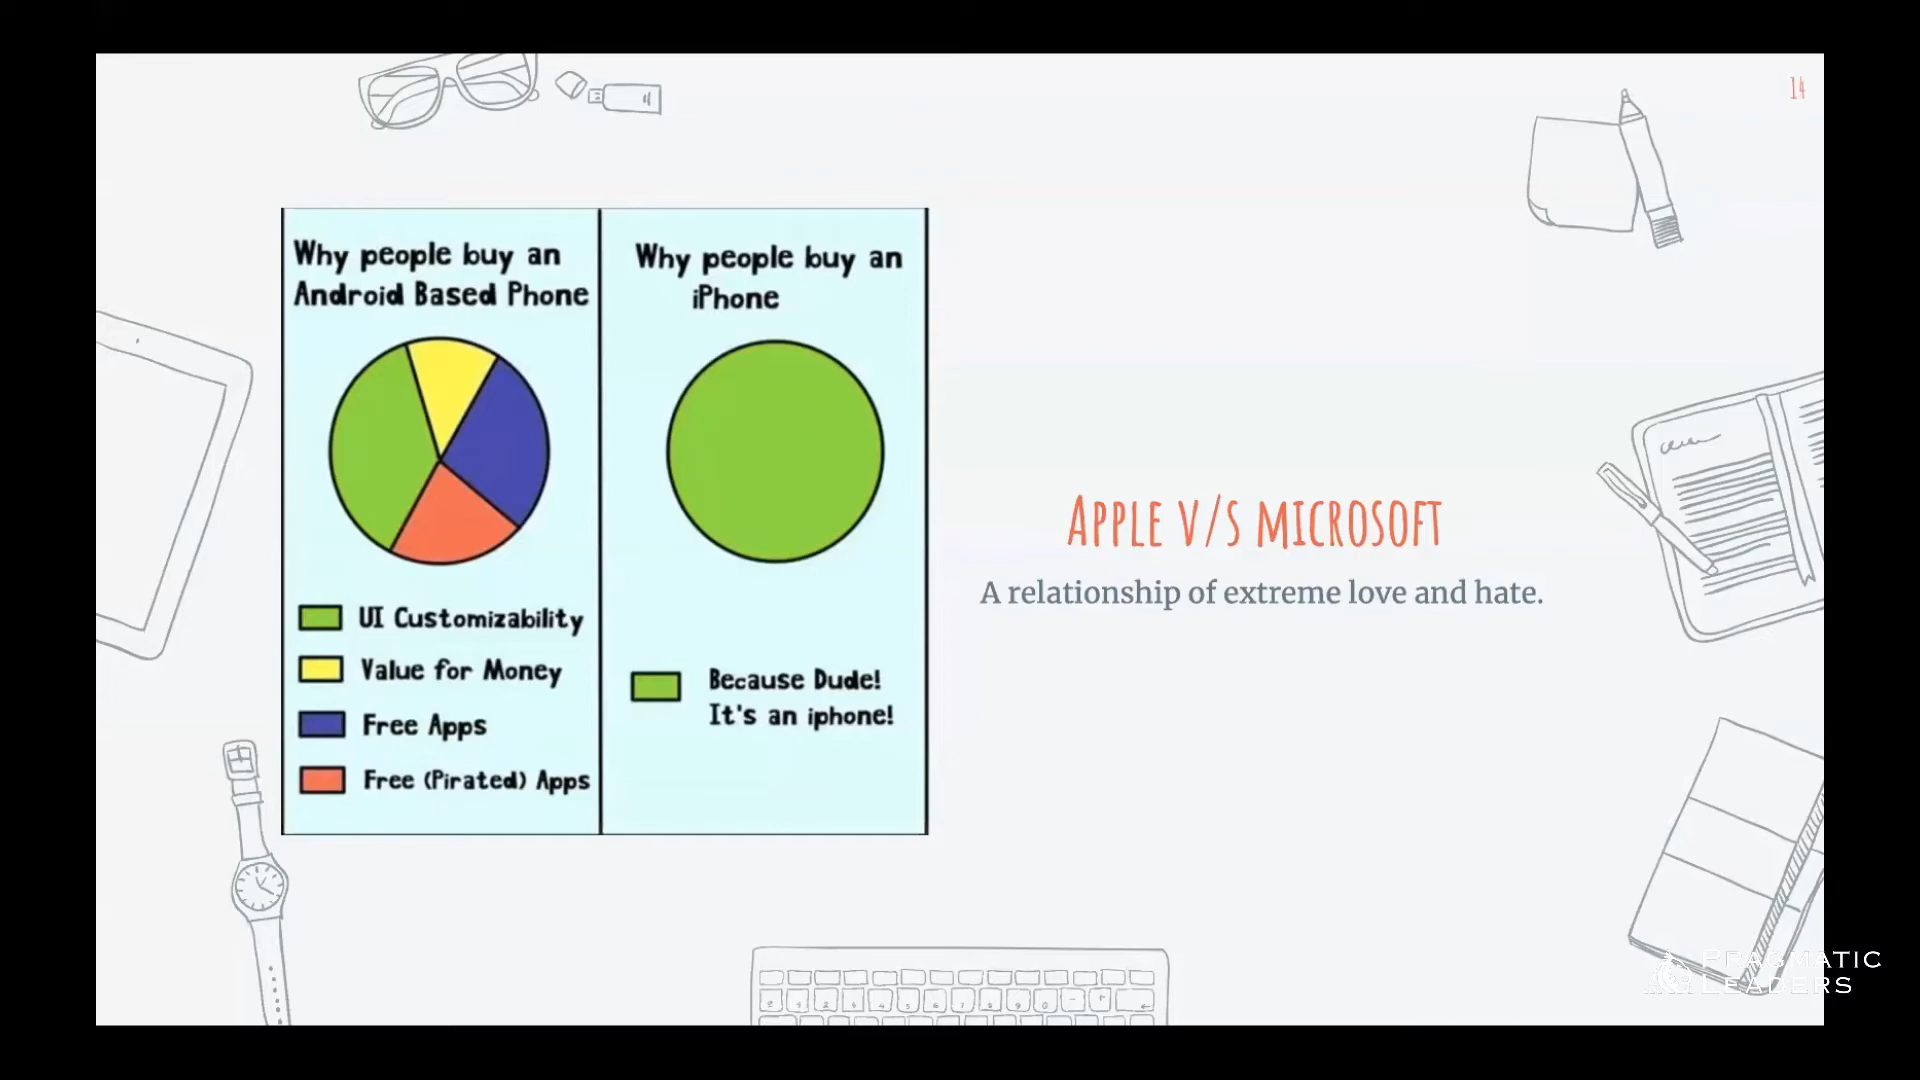 14
Why people buy an
Android Based Phone
UI Customizability
Value for Money
Free Apps
Free (Pirated) Apps
Why people buy an
iPhone
Because Dude!
It's an iphone!
APPLE V/S MICROSOFT
A relationship of extreme love and hate.
PRAGMATIC
LEADERS